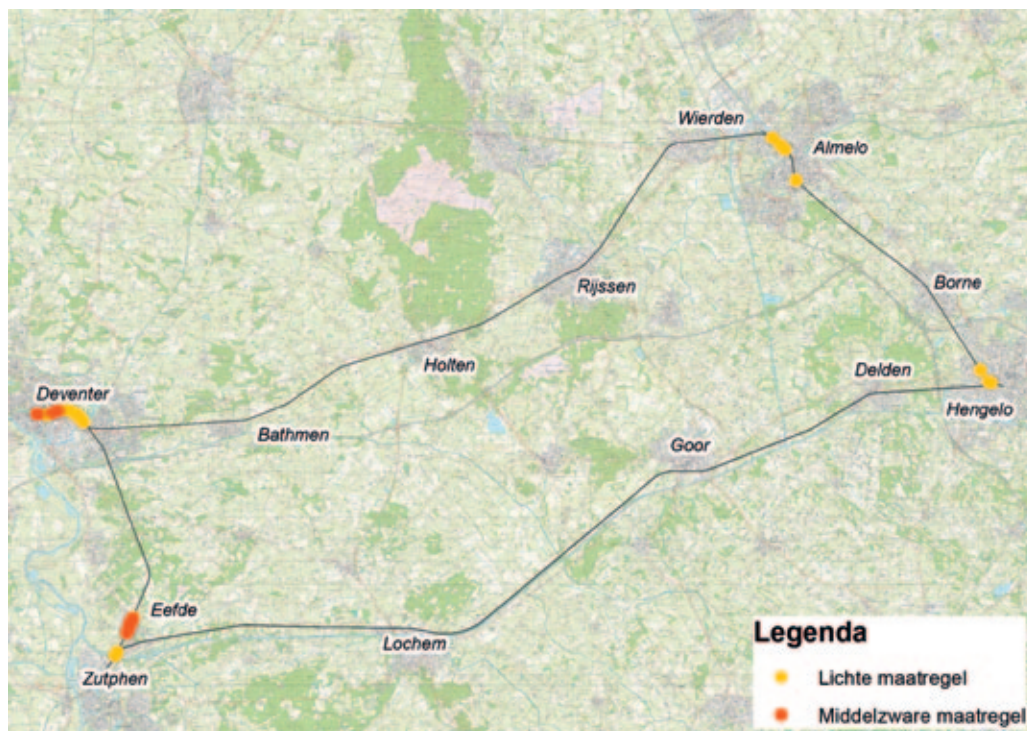 Wierden
Almelo
Rijssen
Borne
Holten
Delden
Deventer
Hengelo
Bathmen
Goor
Eefde
Lochem
Zutphen
Legenda
Lichte maatregel
Middelzware maatregel